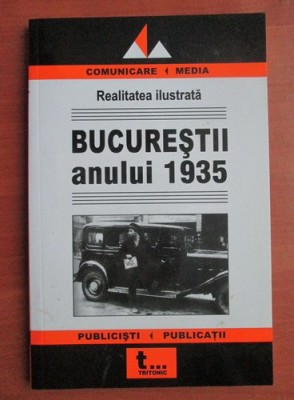 COMUNICARE MEDIA
Realitatea ilustrată
BUCUREŞTII
anului 1935
PUBLICIŞTI PUBLICAŢII
t...
TRITONIC